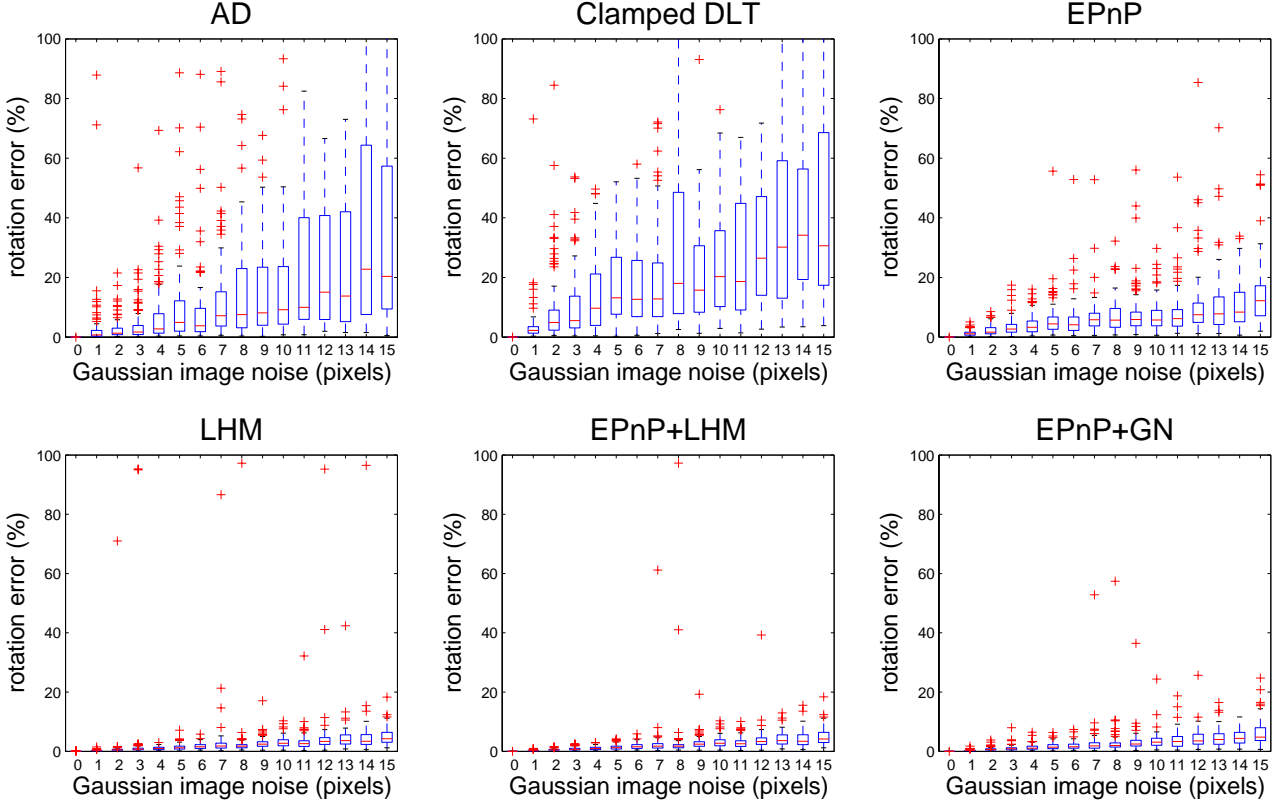 AD
rotation error (%)
100
80
60
40
20
0
0 1 2 3 4 5 6 7 8 9 10 11 12 13 14 15
Gaussian image noise (pixels)
Clamped DLT
rotation error (%)
100
80
60
40
20
0
0 1 2 3 4 5 6 7 8 9 10 11 12 13 14 15
Gaussian image noise (pixels)
EPnP
rotation error (%)
100
80
60
40
20
0
0 1 2 3 4 5 6 7 8 9 10 11 12 13 14 15
Gaussian image noise (pixels)
LHM
rotation error (%)
100
80
60
40
20
0
0 1 2 3 4 5 6 7 8 9 10 11 12 13 14 15
Gaussian image noise (pixels)
EPnP+LHM
rotation error (%)
100
80
60
40
20
0
0 1 2 3 4 5 6 7 8 9 10 11 12 13 14 15
Gaussian image noise (pixels)
EPnP+GN
rotation error (%)
100
80
60
40
20
0
0 1 2 3 4 5 6 7 8 9 10 11 12 13 14 15
Gaussian image noise (pixels)